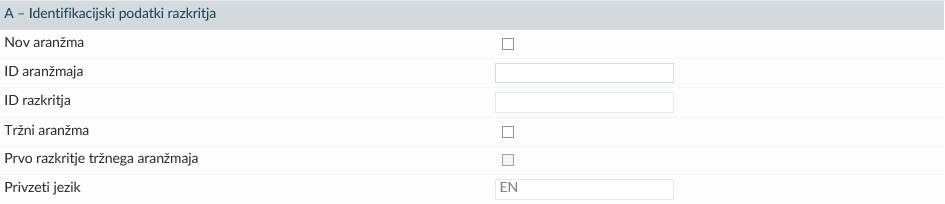 A – Identifikacijski podatki razkritja
Nov aranžma
ID aranžmaja
ID razkritja
Tržni aranžma
Prvo razkritje tržnega aranžmaja
Privzeti jezik EN